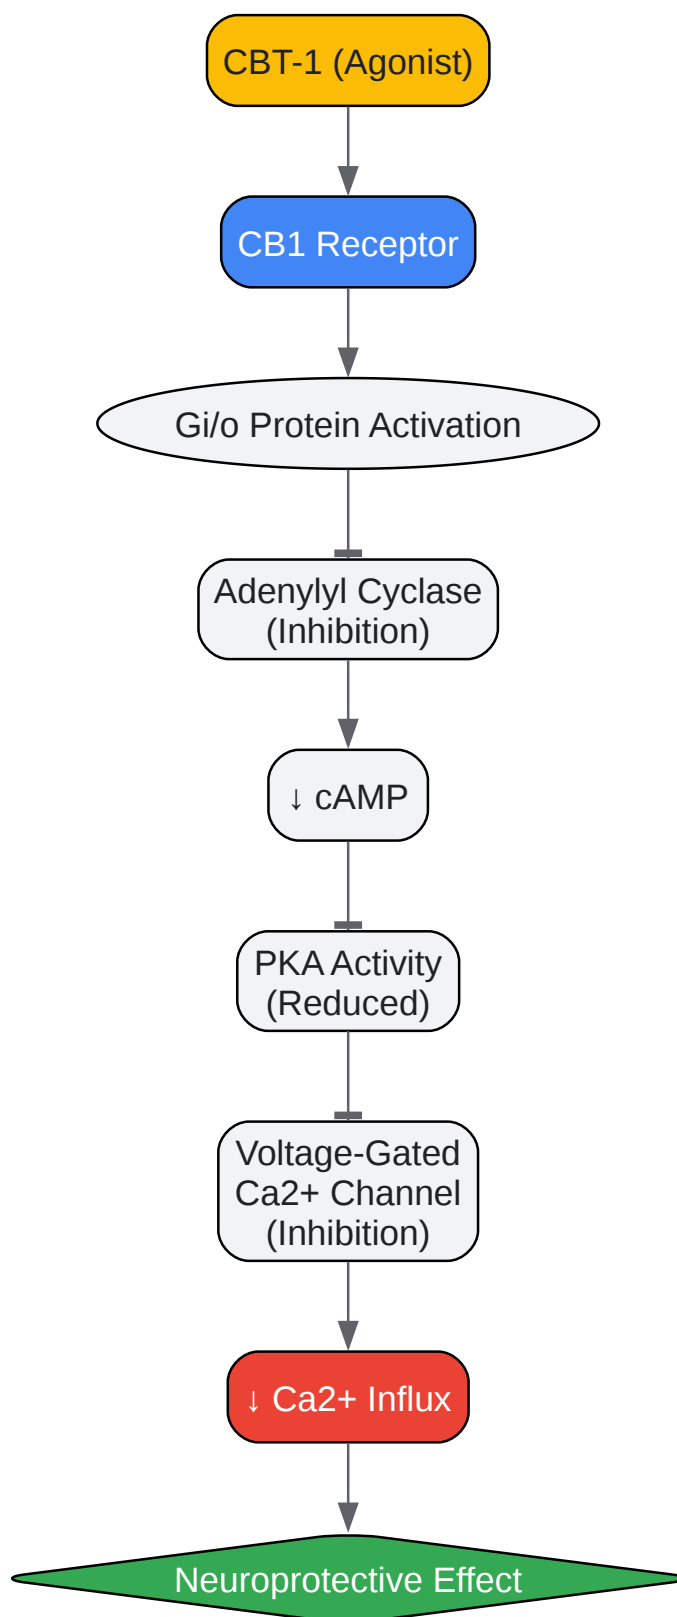 CBT-1 (Agonist)
CB1 Receptor
Gi/o Protein Activation
Adenylyl Cyclase
(Inhibition)
↓ cAMP
PKA Activity
(Reduced)
Voltage-Gated
Ca2+ Channel
(Inhibition)
↓ Ca2+ Influx
Neuroprotective Effect